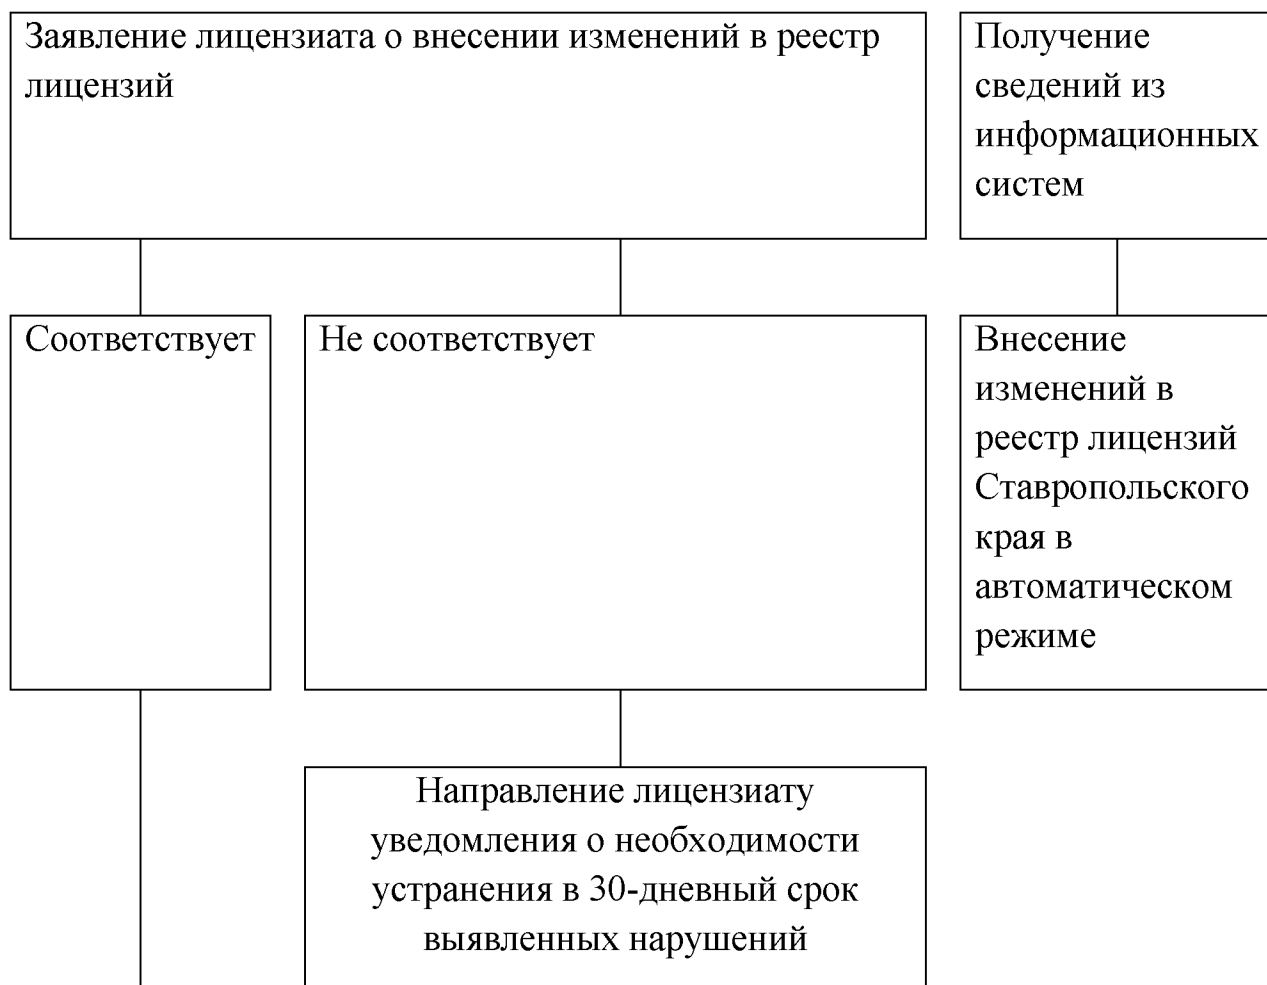 Заявление лицензиата о внесении изменений в реестр
лицензий
Получение
сведений из
информационных
систем
Соответствует
Не соответствует
Внесение
изменений в
реестр лицензий
Ставропольского
края в
автоматическом
режиме
Направление лицензиату
уведомления о необходимости
устранения в 30-дневный срок
выявленных нарушений